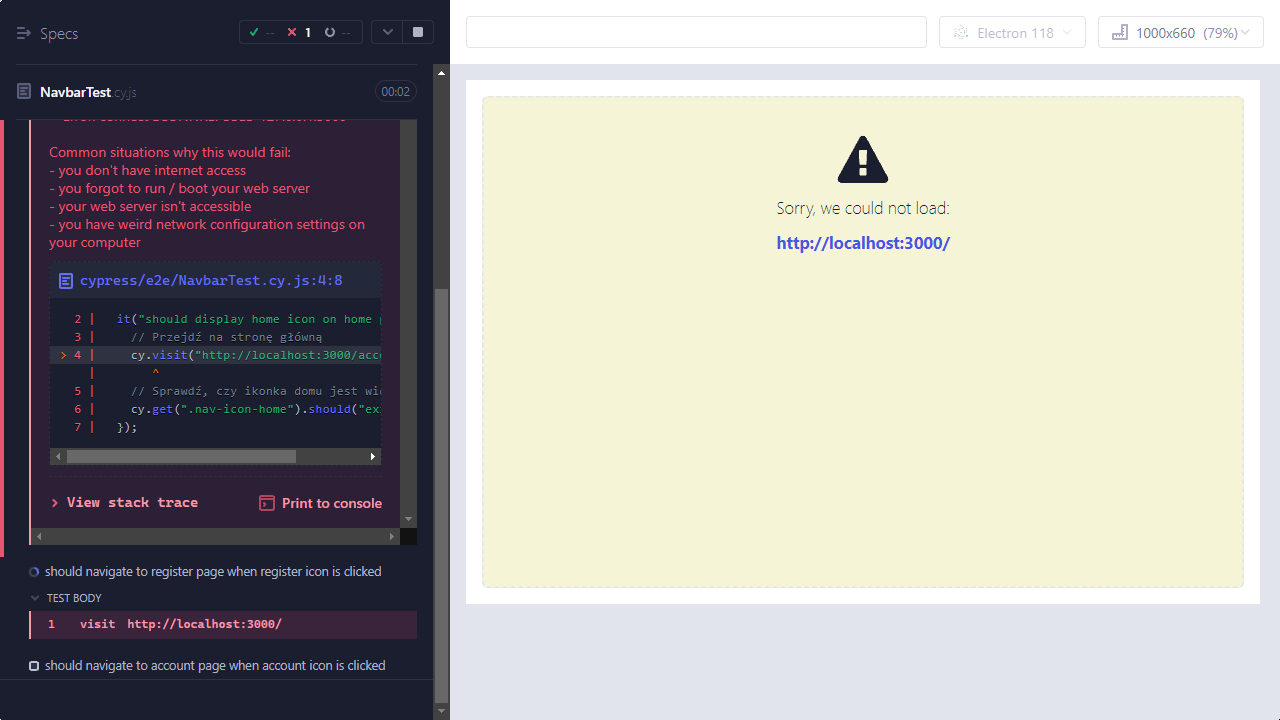 Specs
-- 1 --
NavbarTest.cy.js
00:02
Common situations why this would fail:
- you don't have internet access
- you forgot to run / boot your web server
- your web server isn't accessible
- you have weird network configuration settings on
your computer
cypress/e2e/NavbarTest.cy.js:4:8
2 | it("should display home icon on home
3 | // Przejdź na stronę główną
> 4 | cy.visit("http://localhost:3000/acc
| ^
5 | // Sprawdź, czy ikonka domu jest
6 | cy.get(".nav-icon-home").should("ex
7 | });
> View stack trace
Print to console
should navigate to register page when register icon is clicked
TEST BODY
1 visit http://localhost:3000/
should navigate to account page when account icon is clicked
Electron 118
1000x660 (79%)
Sorry, we could not load:
http://localhost:3000/